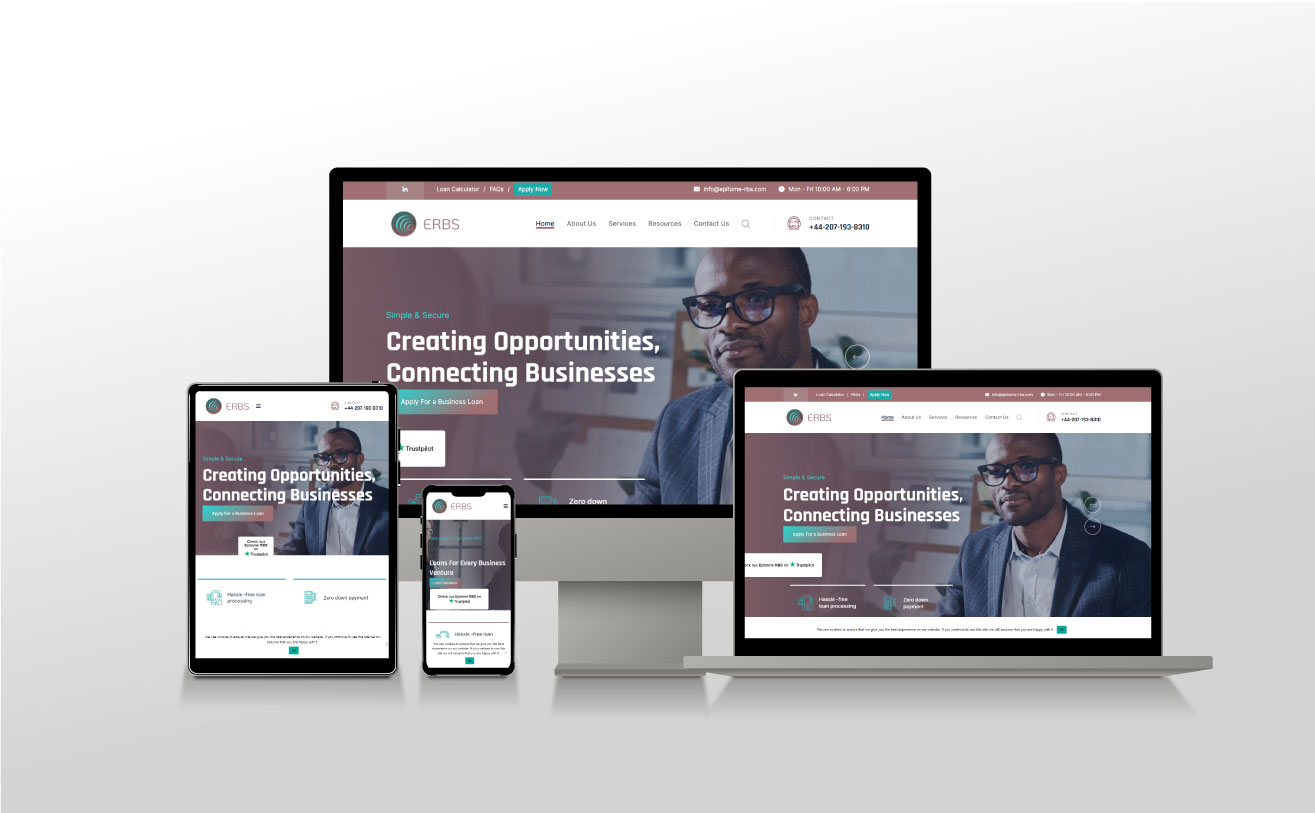 Loan Calculator / FAQs / Apply Now
info@epitome-rbs.com
Mon - Fri 10:00 AM - 6:00 PM
ERBS
Home About Us Services Resources Contact Us
CONTACT
+44-207-193-8310
Simple & Secure
Creating Opportunities,
Connecting Businesses
Apply For a Business Loan
Trustpilot
Zero down
ERBS
CONTACT
+44-207-193-8310
Simple & Secure
Creating Opportunities,
Connecting Businesses
Apply For a Business Loan
Check our
Epitome RBS
on
Trustpilot
Hassle -free loan
processing
Zero down payment
We use cookies to ensure that we give you the best experience on our website. If you continue to use this site we will
assume that you are happy with it.
Ok
ERBS
Loans For Every Business
Venture
Loan Calculator
Check our Epitome RBS on
Trustpilot
Hassle -free loan
We use cookies to ensure that we give you the best
experience on our website. If you continue to use this
site we will assume that you are happy with it.
Ok
Loan Calculator / FAQs / Apply Now
info@epitome-rbs.com
Mon - Fri 10:00 AM - 6:00 PM
ERBS
Home About Us Services Resources Contact Us
CONTACT
+44-207-193-8310
Simple & Secure
Creating Opportunities,
Connecting Businesses
Apply For a Business Loan
our Epitome RBS on Trustpilot
Hassle -free
loan processing
Zero down
payment
We use cookies to ensure that we give you the best experience on our website. If you continue to use this site we will assume that you are happy with it.
Ok